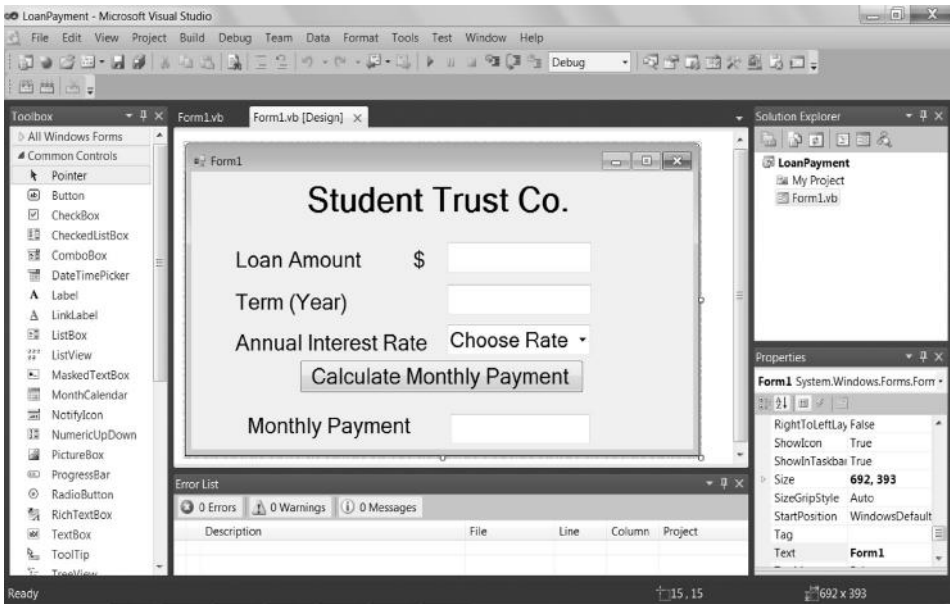 LoanPayment - Microsoft Visual Studio
File Edit View Project Build Debug Team Data Format Tools Test Window Help
Debug
Toolbox
All Windows Forms
Common Controls
Pointer
Button
CheckBox
CheckedListBox
ComboBox
DateTimePicker
Label
LinkLabel
ListBox
ListView
MaskedTextBox
MonthCalendar
NotifyIcon
NumericUpDown
PictureBox
ProgressBar
RadioButton
RichTextBox
TextBox
ToolTip
TreeView
Form1.vb Form1.vb [Design]
Form1
Student Trust Co.
Loan Amount $
Term (Year)
Annual Interest Rate Choose Rate
Calculate Monthly Payment
Monthly Payment
Error List
0 Errors 0 Warnings 0 Messages
Description File Line Column Project
Solution Explorer
LoanPayment
My Project
Form1.vb
Properties
Form1 System.Windows.Forms.Form
RightToLeftLay False
ShowIcon True
ShowInTaskbar True
Size 692, 393
SizeGripStyle Auto
StartPosition WindowsDefault
Tag
Text Form1
Ready 15, 15 692 x 393